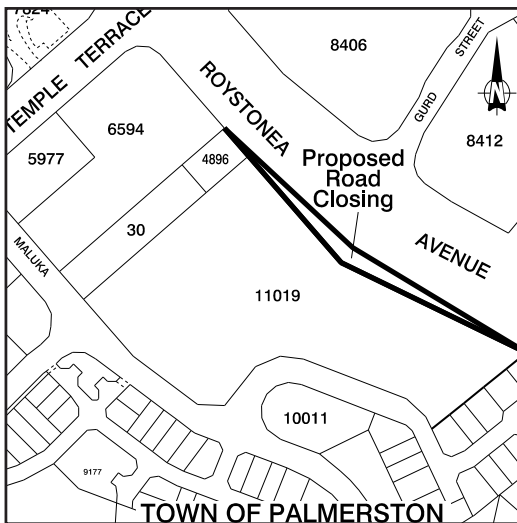 7824
TEMPLE TERRACE
8406
GURD STREET
N
8412
ROYSTONEA AVENUE
6594
5977
4896
Proposed
Road
Closing
30
MALUKA
11019
10011
9177
TOWN OF PALMERSTON